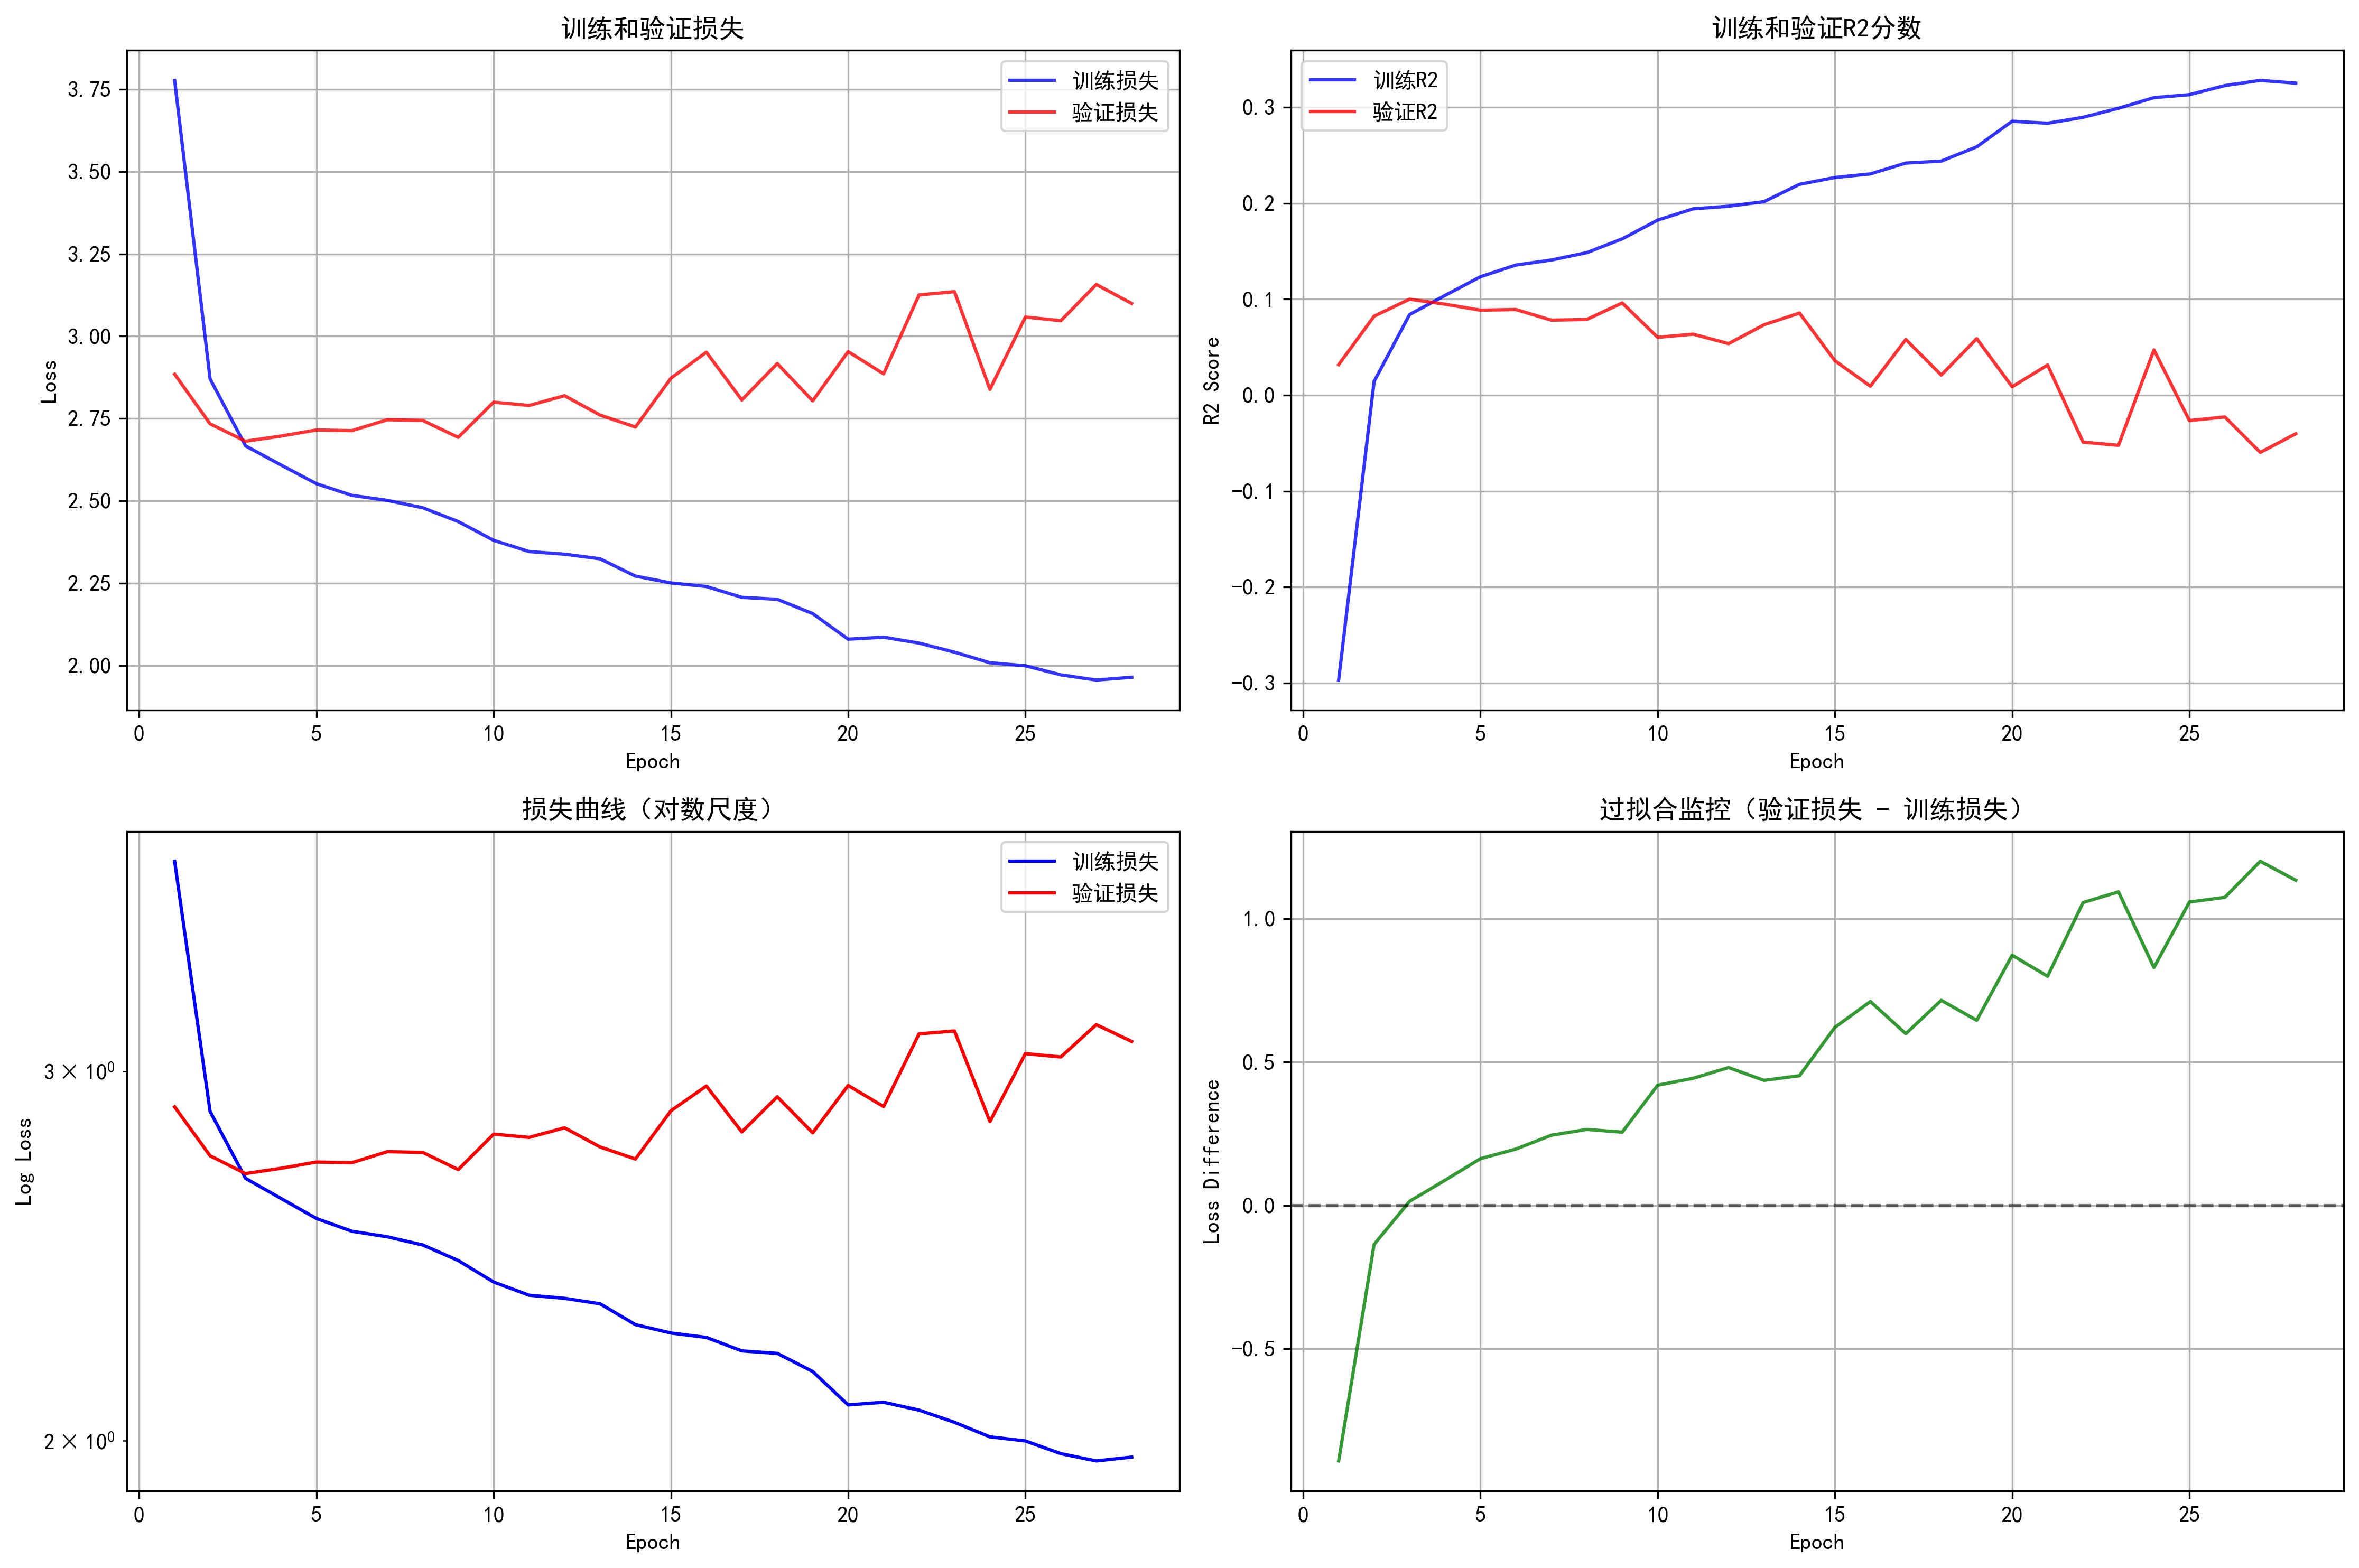 训练和验证损失
训练损失
验证损失
3.75
3.50
3.25
3.00
2.75
2.50
2.25
2.00
Loss
0 5 10 15 20 25
Epoch
训练和验证R2分数
训练R2
验证R2
0.3
0.2
0.1
0.0
−0.1
−0.2
−0.3
R2 Score
0 5 10 15 20 25
Epoch
损失曲线（对数尺度）
训练损失
验证损失
3 × 10⁰
2 × 10⁰
Log Loss
0 5 10 15 20 25
Epoch
过拟合监控（验证损失 - 训练损失）
1.0
0.5
0.0
−0.5
Loss Difference
0 5 10 15 20 25
Epoch